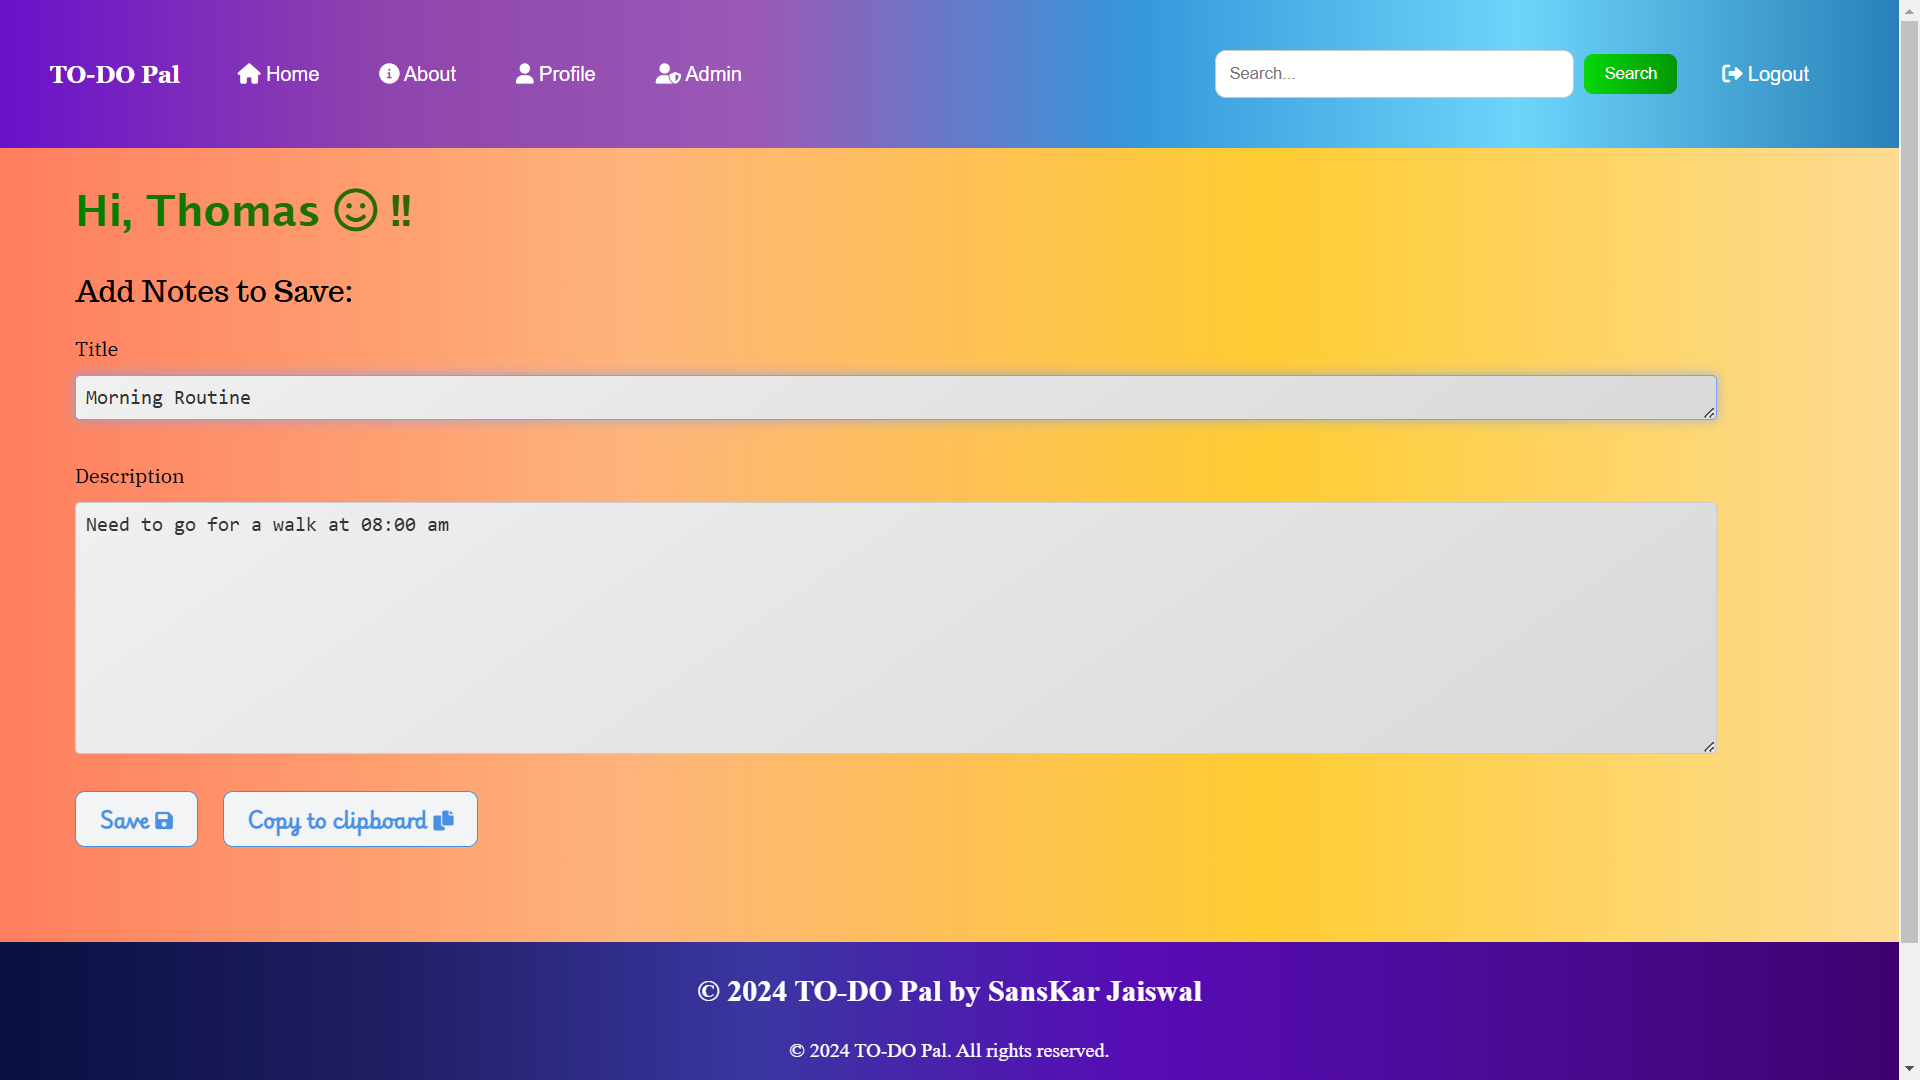 TO-DO Pal Home About Profile Admin Search... Search Logout
Hi, Thomas !!
Add Notes to Save:
Title
Morning Routine
Description
Need to go for a walk at 08:00 am
Save Copy to clipboard
© 2024 TO-DO Pal by SansKar Jaiswal
© 2024 TO-DO Pal. All rights reserved.